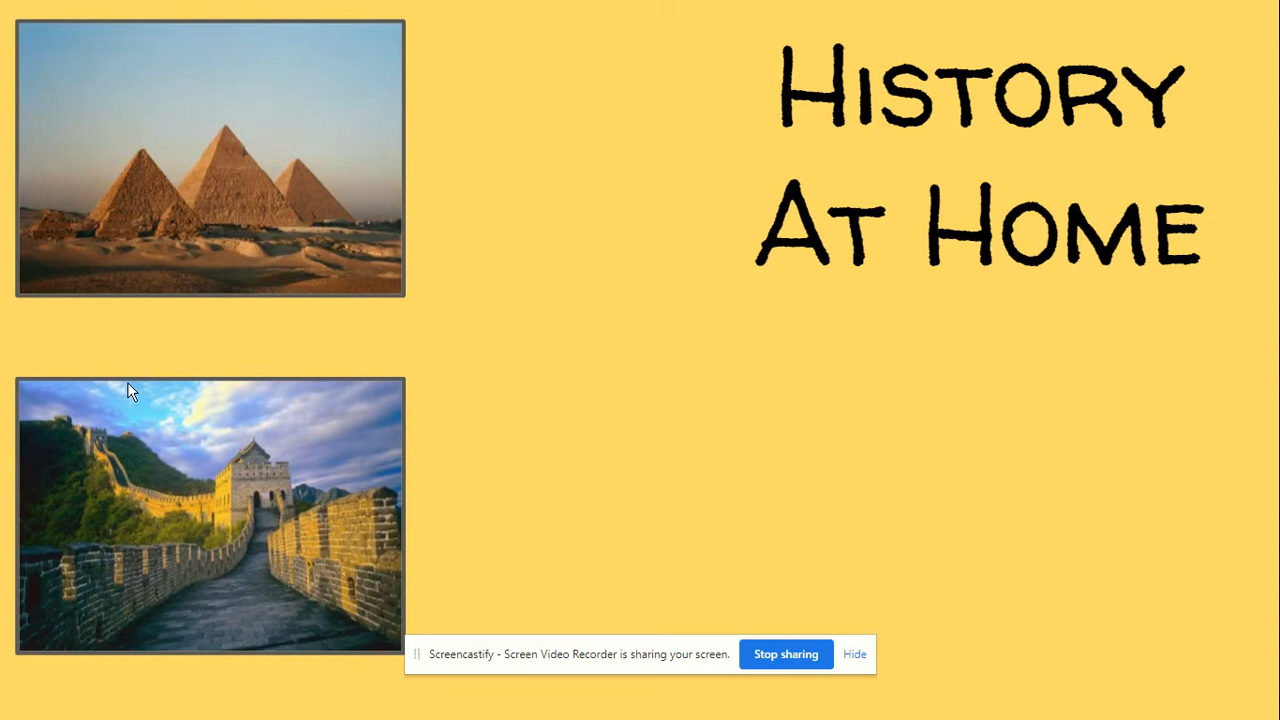 History
At Home
Screencastify - Screen Video Recorder is sharing your screen. Stop sharing Hide